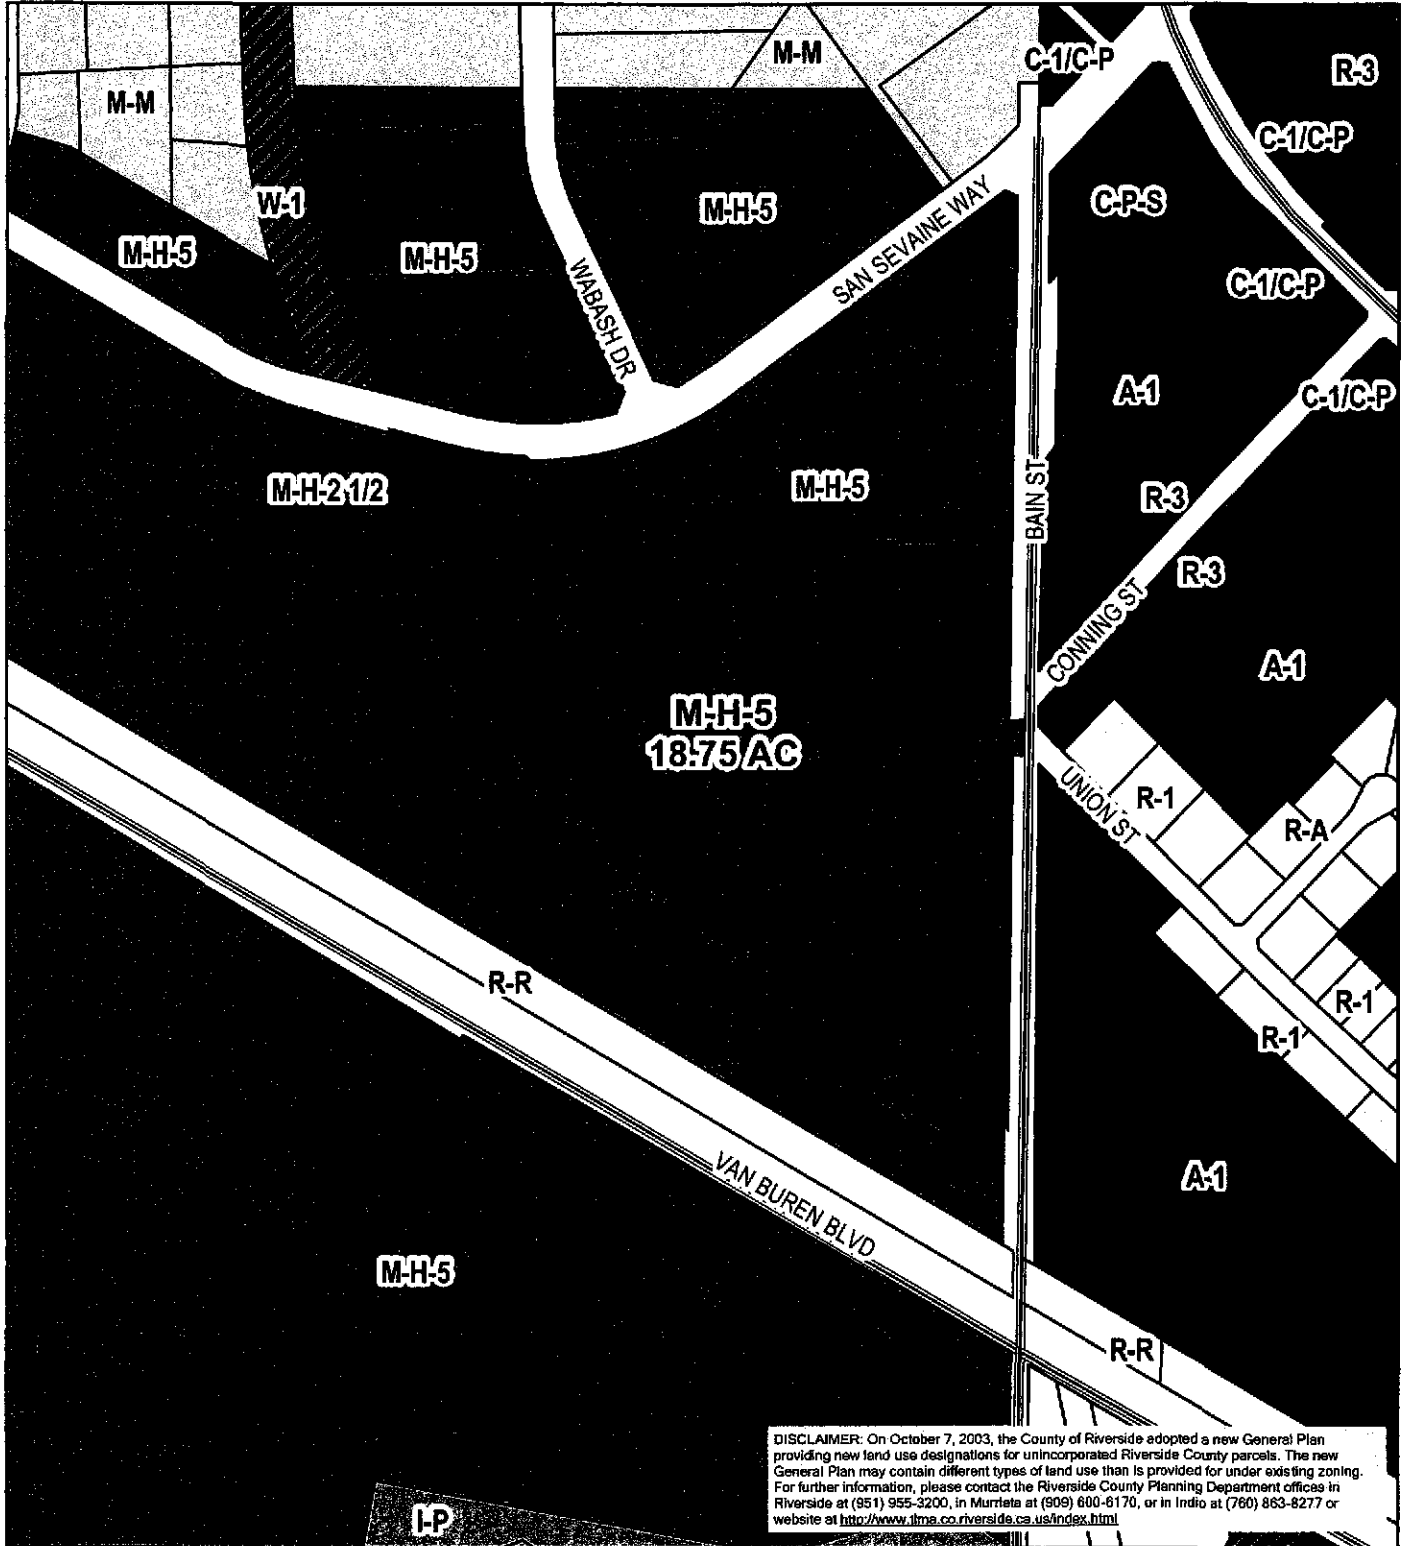 M-M
C-1/C-P
R-3
M-M
C-1/C-P
W-1
M-H-5
C-P-S
M-H-5
M-H-5
SAN SEVAINE WAY
C-1/C-P
WABASH DR
A-1
C-1/C-P
M-H-2 1/2
M-H-5
BAIN ST
R-3
R-3
CONNING ST
A-1
M-H-5
18.75 AC
UNION ST
R-1
R-A
R-R
R-1
R-1
VAN BUREN BLVD
A-1
M-H-5
R-R
DISCLAIMER: On October 7, 2003, the County of Riverside adopted a new General Plan
providing new land use designations for unincorporated Riverside County parcels. The new
General Plan may contain different types of land use than is provided for under existing zoning.
For further information, please contact the Riverside County Planning Department offices in
Riverside at (951) 955-3200, in Murrieta at (909) 600-6170, or in Indio at (760) 863-8277 or
website at http://www.tlma.co.riverside.ca.us/index.html
I-P